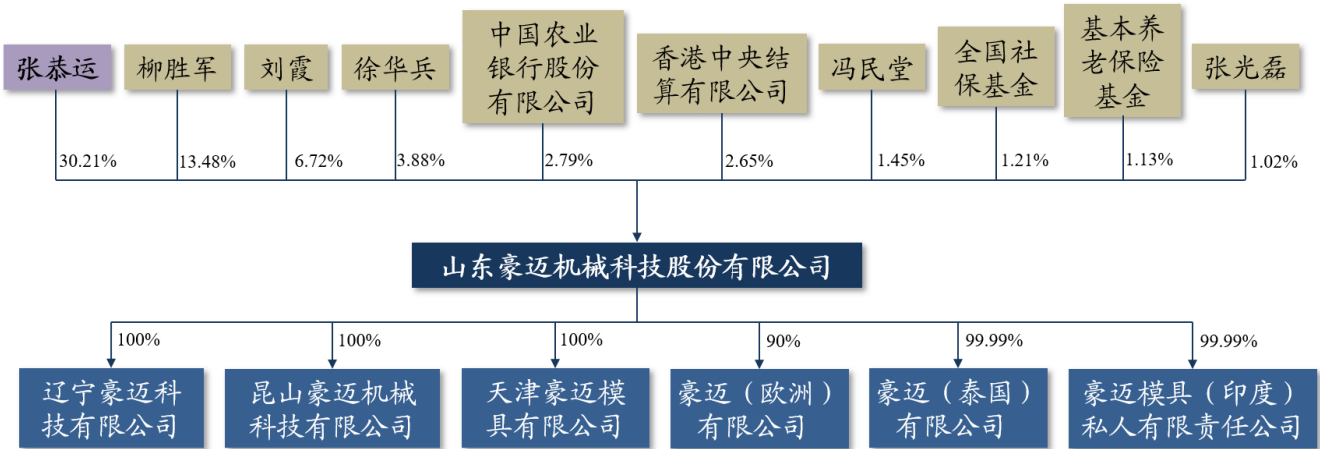 张恭运
柳胜军
刘霞
徐华兵
中国农业
银行股份
有限公司
香港中央结
算有限公司
冯民堂
全国社
保基金
基本养
老保险
基金
张光磊
30.21%
13.48%
6.72%
3.88%
2.79%
2.65%
1.45%
1.21%
1.13%
1.02%
山东豪迈机械科技股份有限公司
100%
100%
100%
90%
99.99%
99.99%
辽宁豪迈科
技有限公司
昆山豪迈机械
科技有限公司
天津豪迈模
具有限公司
豪迈（欧洲）
有限公司
豪迈（泰国）
有限公司
豪迈模具（印度）
私人有限责任公司